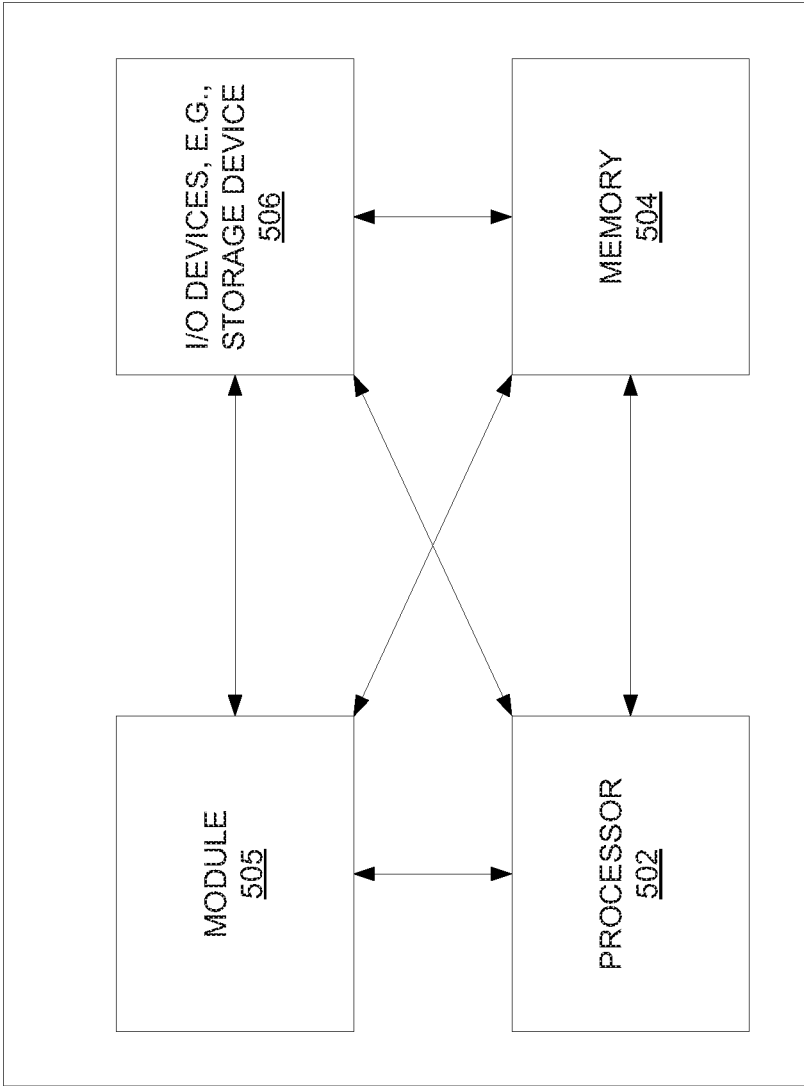 MODULE
505
I/O DEVICES, E.G.,
STORAGE DEVICE
506
PROCESSOR
502
MEMORY
504